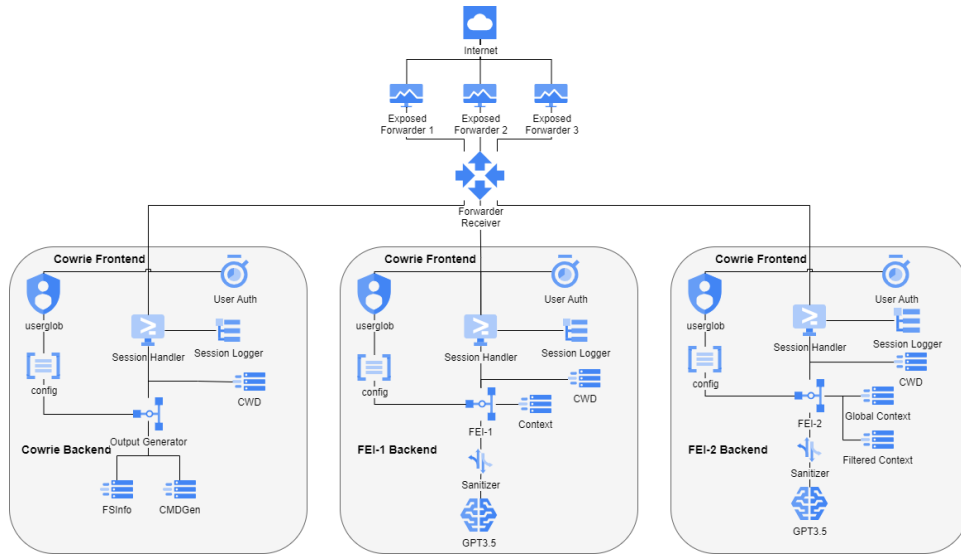 Internet
Exposed
Forwarder 1
Exposed
Forwarder 2
Exposed
Forwarder 3
Forwarder
Receiver
Cowrie Frontend
User Auth
userglob
Session Handler
Session Logger
config
CWD
Output Generator
Cowrie Backend
FSInfo
CMDGen
Cowrie Frontend
User Auth
userglob
Session Handler
Session Logger
config
CWD
FEI-1
Context
FEI-1 Backend
Sanitizer
GPT3.5
Cowrie Frontend
User Auth
userglob
Session Handler
Session Logger
config
CWD
FEI-2
Global Context
FEI-2 Backend
Filtered Context
Sanitizer
GPT3.5